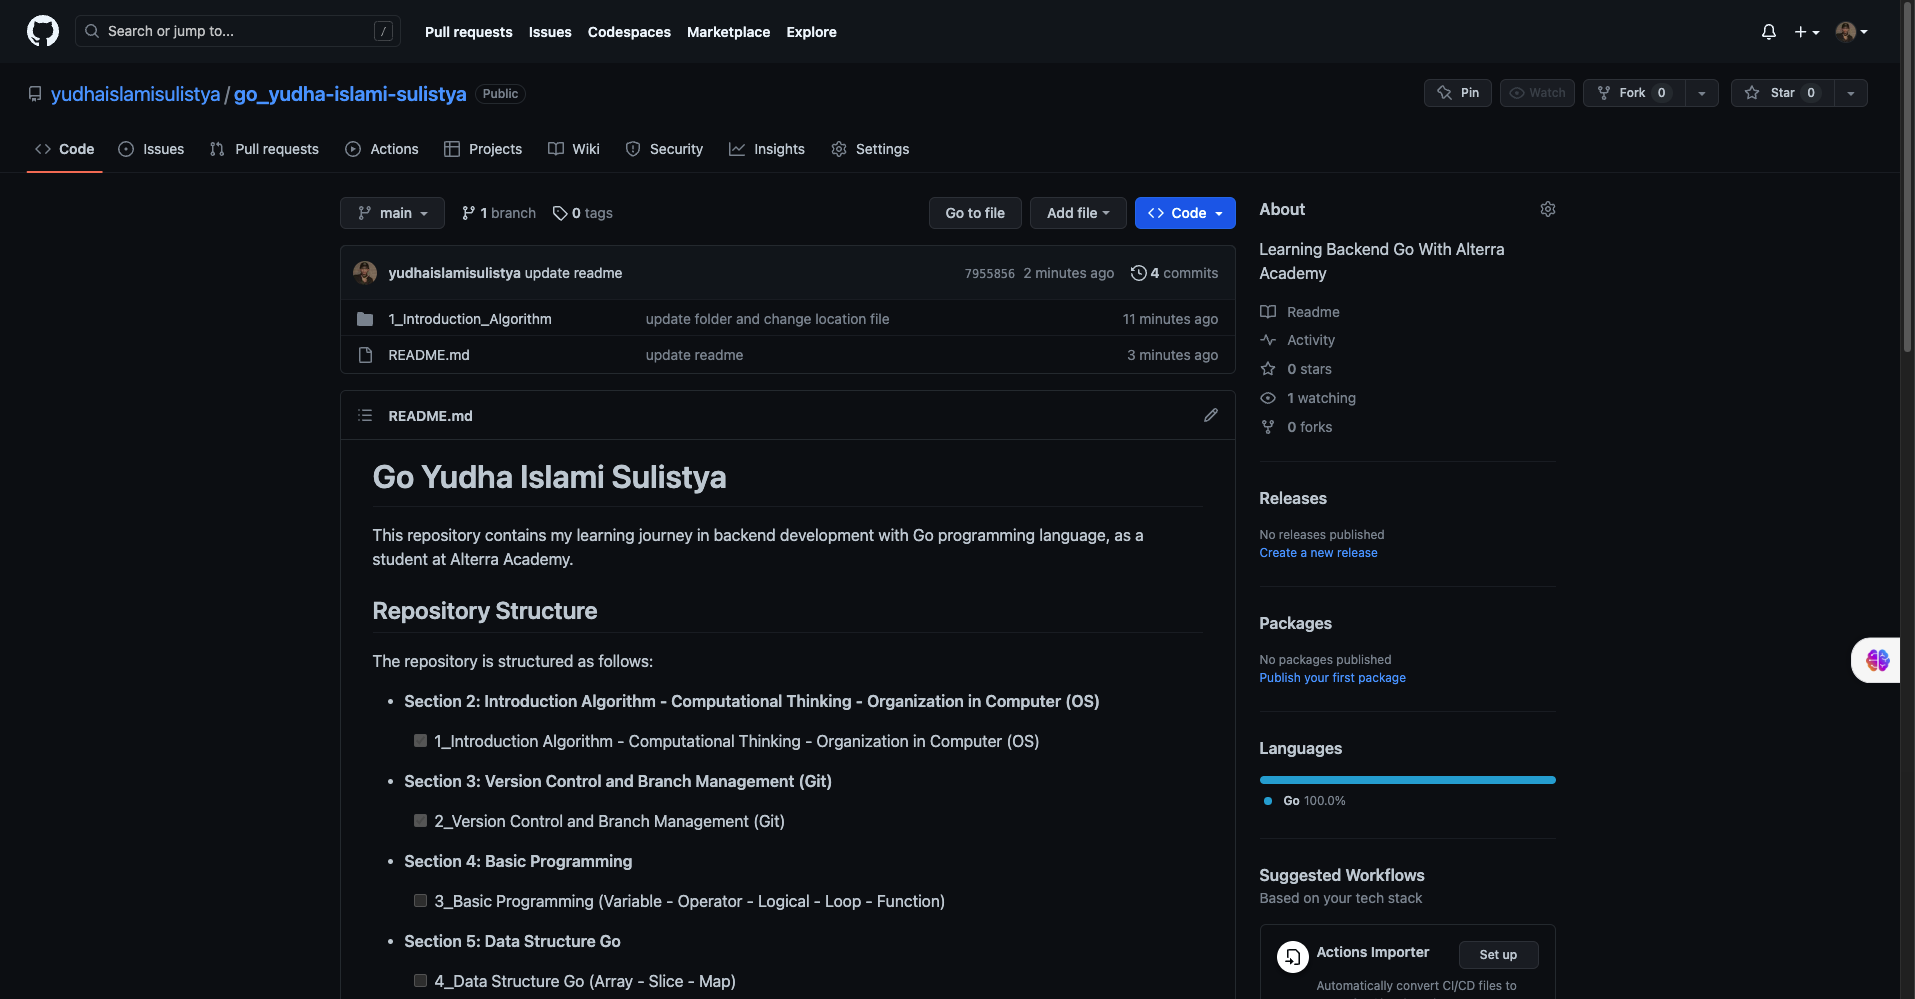 Search or jump to... /
Pull requests Issues Codespaces Marketplace Explore
yudhaislamisulistya / go_yudha-islami-sulistya Public
Pin Watch Fork 0 Star 0
Code Issues Pull requests Actions Projects Wiki Security Insights Settings
main 1 branch 0 tags Go to file Add file Code
yudhaislamisulistya update readme 7955856 2 minutes ago 4 commits
1_Introduction_Algorithm update folder and change location file 11 minutes ago
README.md update readme 3 minutes ago
README.md
Go Yudha Islami Sulistya
This repository contains my learning journey in backend development with Go programming language, as a
student at Alterra Academy.
Repository Structure
The repository is structured as follows:
• Section 2: Introduction Algorithm - Computational Thinking - Organization in Computer (OS)
1_Introduction Algorithm - Computational Thinking - Organization in Computer (OS)
• Section 3: Version Control and Branch Management (Git)
2_Version Control and Branch Management (Git)
• Section 4: Basic Programming
3_Basic Programming (Variable - Operator - Logical - Loop - Function)
• Section 5: Data Structure Go
4_Data Structure Go (Array - Slice - Map)
About
Learning Backend Go With Alterra
Academy
Readme
Activity
0 stars
1 watching
0 forks
Releases
No releases published
Create a new release
Packages
No packages published
Publish your first package
Languages
Go 100.0%
Suggested Workflows
Based on your tech stack
Actions Importer Set up
Automatically convert CI/CD files to